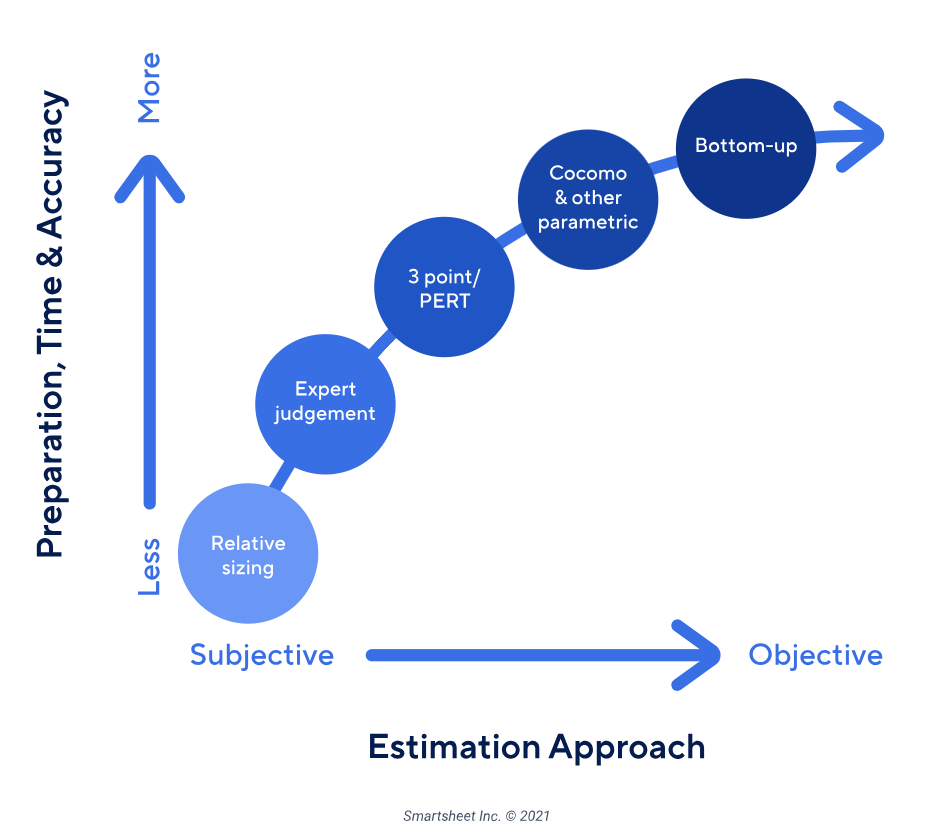 More
Preparation, Time & Accuracy
Less
Bottom-up
Cocomo
& other
parametric
3 point/
PERT
Expert
judgement
Relative
sizing
Subjective
Objective
Estimation Approach
Smartsheet Inc. © 2021